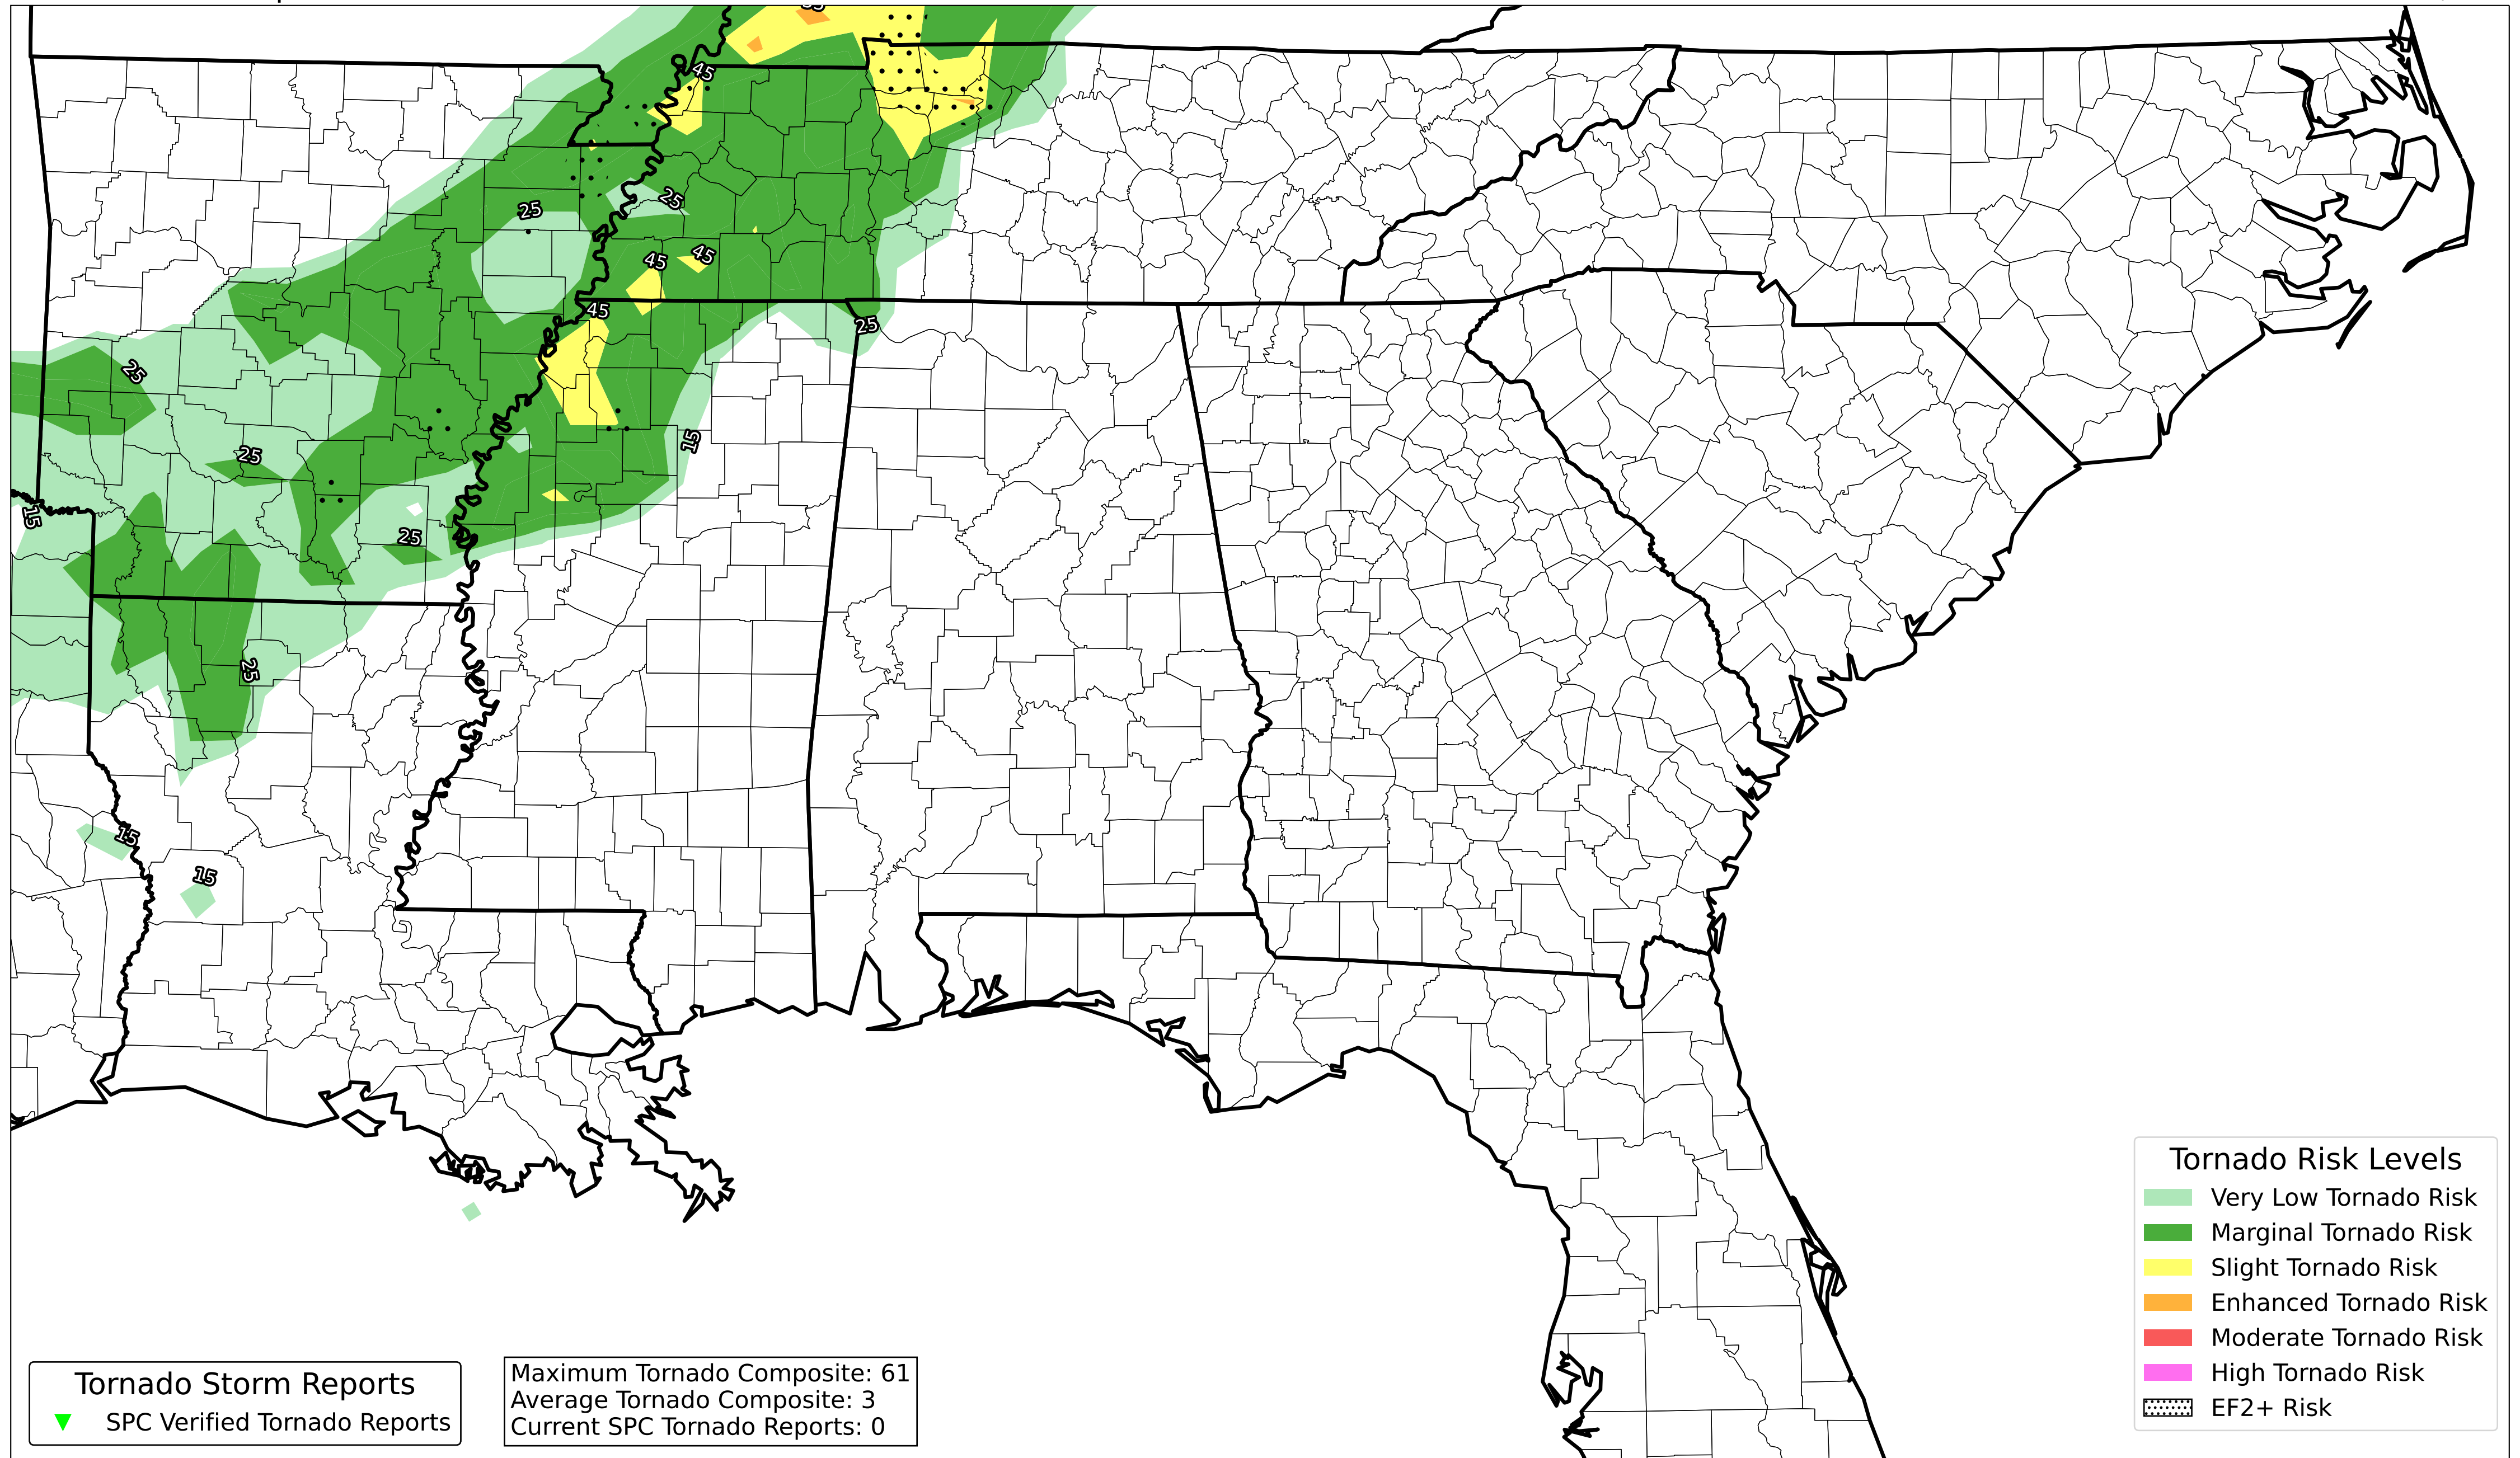 45
25
25
45
45
45
25
25
15
25
15
25
25
15
15
Tornado Risk Levels
Very Low Tornado Risk
Marginal Tornado Risk
Slight Tornado Risk
Enhanced Tornado Risk
Moderate Tornado Risk
High Tornado Risk
EF2+ Risk
Tornado Storm Reports
SPC Verified Tornado Reports
Maximum Tornado Composite: 61
Average Tornado Composite: 3
Current SPC Tornado Reports: 0